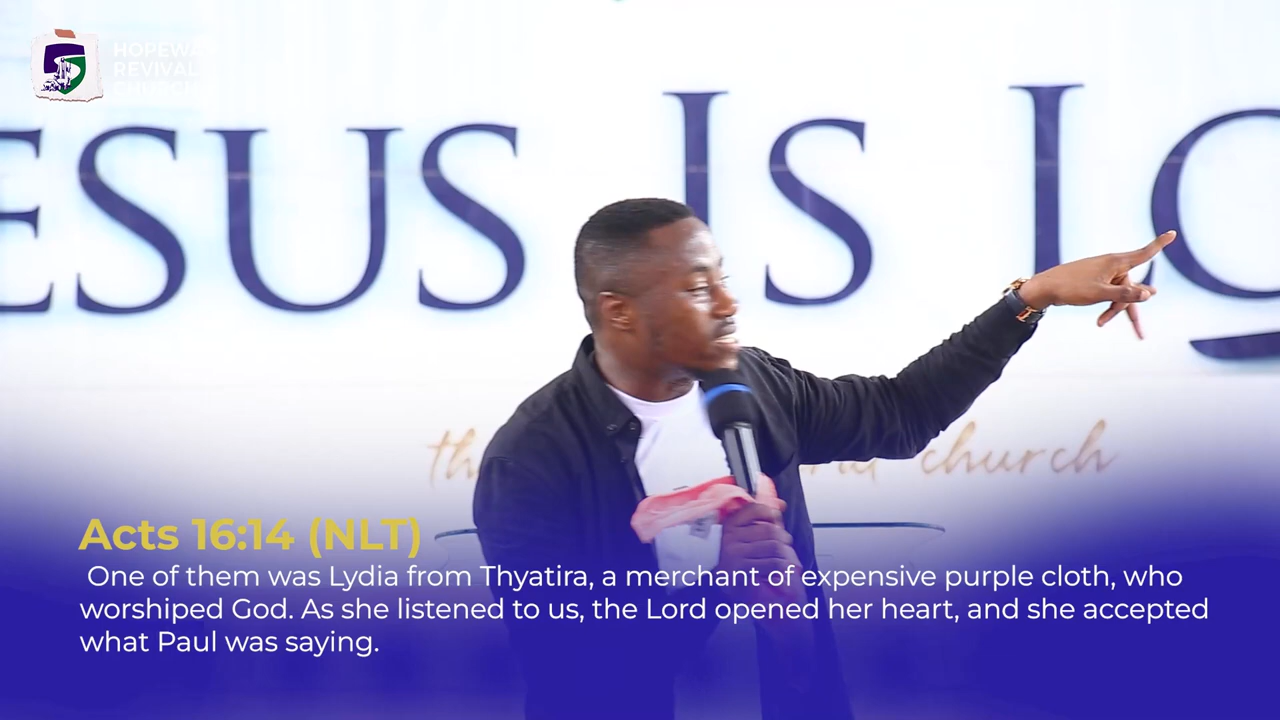 HOPEWAY
REVIVAL
CHURCH
ESUS IS LO
church
Acts 16:14 (NLT)
One of them was Lydia from Thyatira, a merchant of expensive purple cloth, who
worshiped God. As she listened to us, the Lord opened her heart, and she accepted
what Paul was saying.